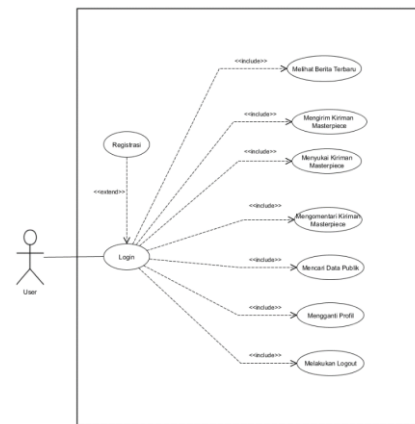 <<include>>
Melihat Berita Terbaru
<<include>>
Mengirim Kiriman
Masterpiece
Registrasi
<<include>>
Menyukai Kiriman
Masterpiece
<<extend>>
<<include>>
Mengomentari Kiriman
Masterpiece
User
Login
<<include>>
Mencari Data Publik
<<include>>
Mengganti Profil
<<include>>
Melakukan Logout